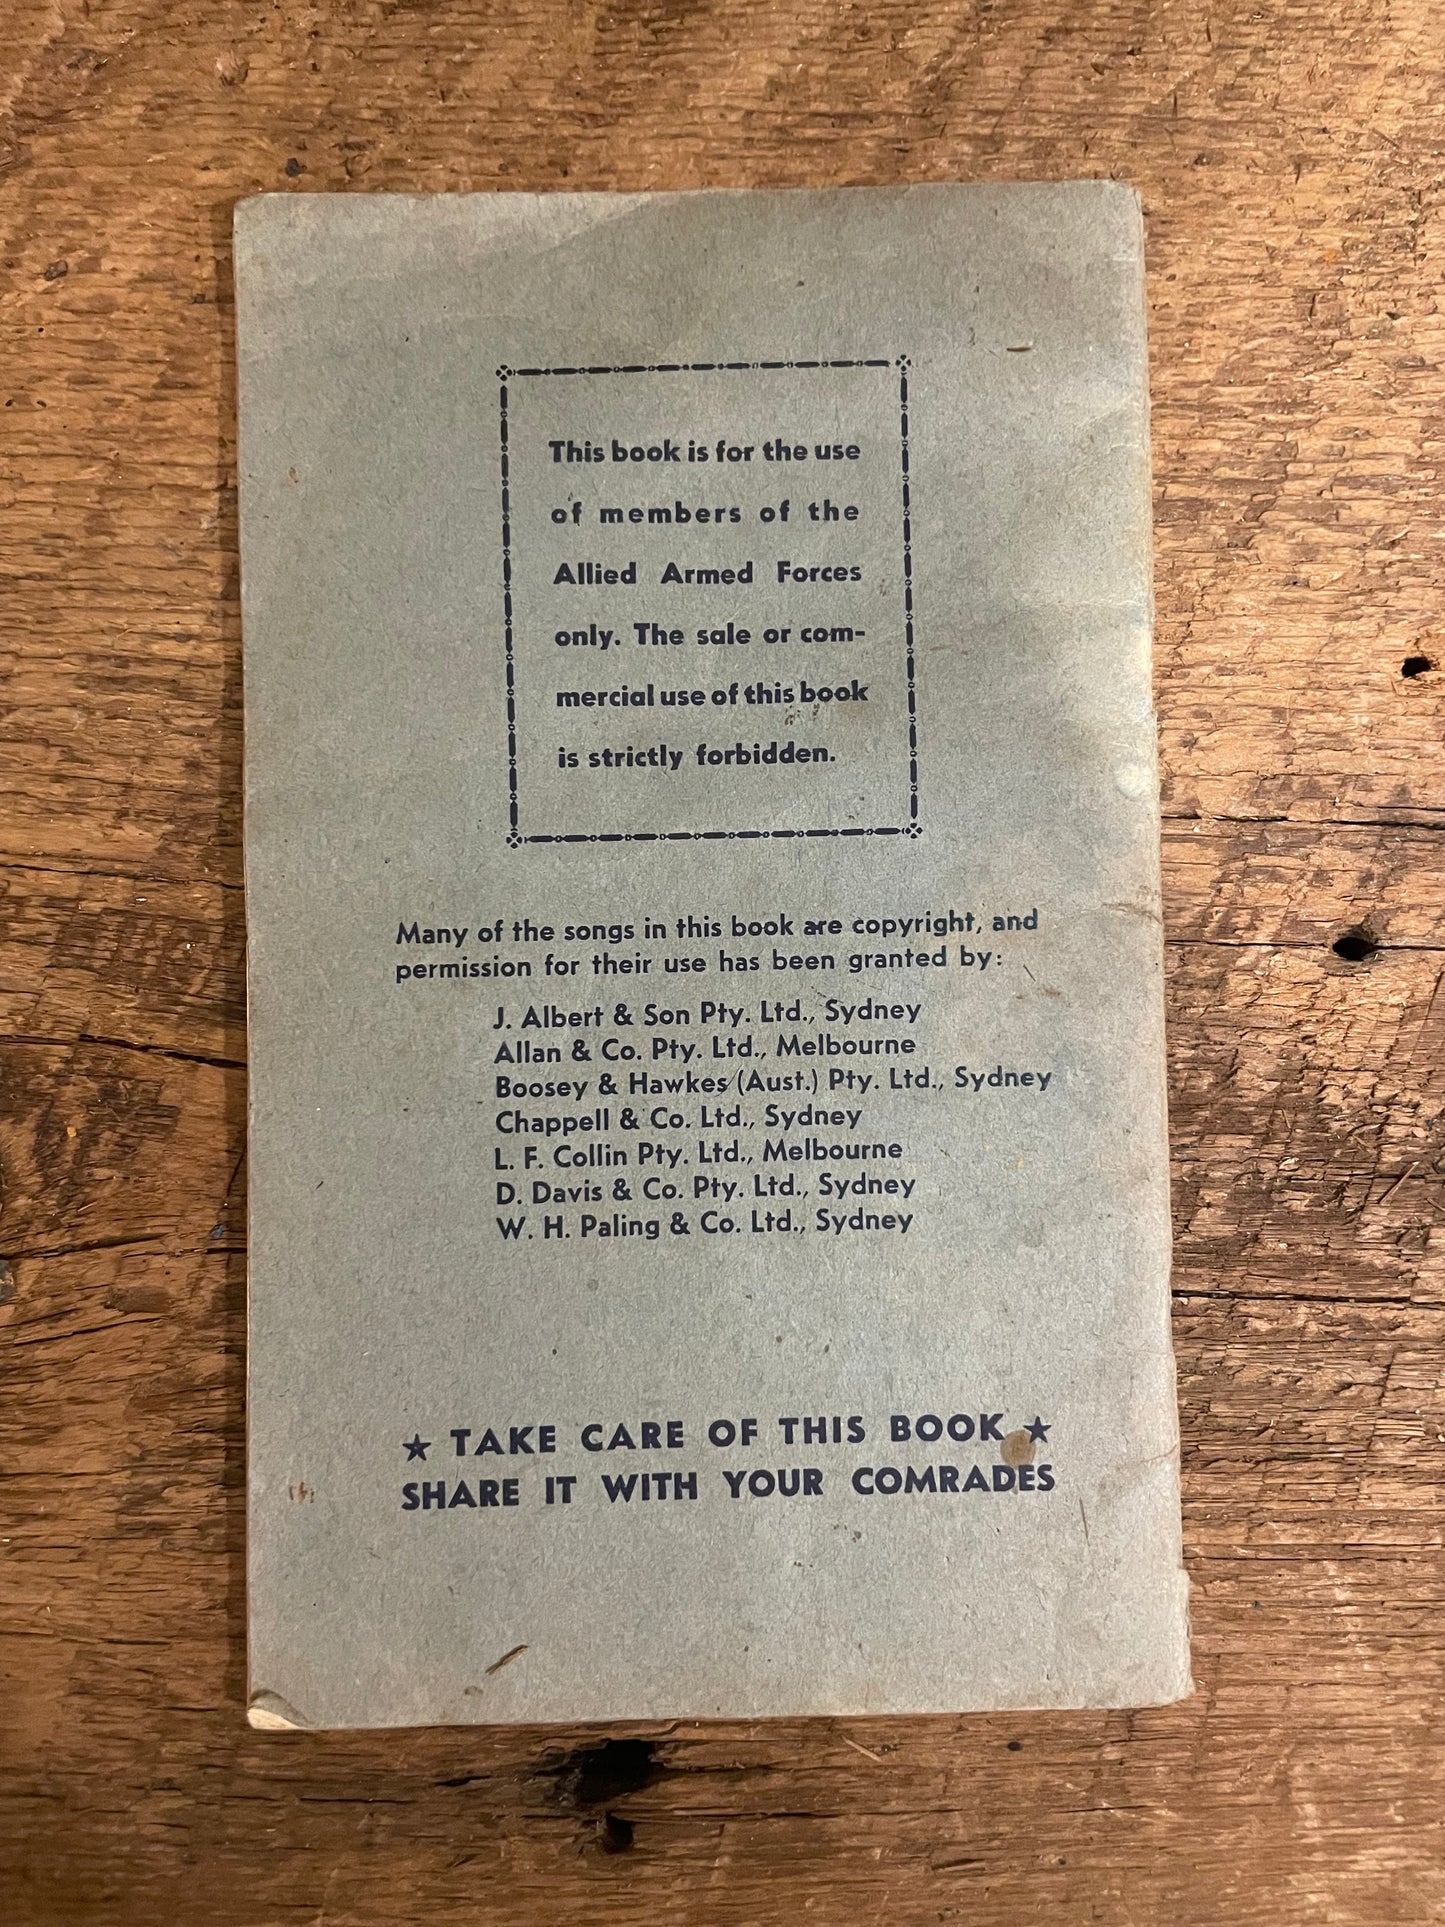 This book is for the use
of members of the
Allied Armed Forces
only. The sale or com-
mercial use of this book
is strictly forbidden.
Many of the songs in this book are copyright, and
permission for their use has been granted by:
J. Albert & Son Pty. Ltd., Sydney
Allan & Co. Pty. Ltd., Melbourne
Boosey & Hawkes (Aust.) Pty. Ltd., Sydney
Chappell & Co. Ltd., Sydney
L. F. Collin Pty. Ltd., Melbourne
D. Davis & Co. Pty. Ltd., Sydney
W. H. Paling & Co. Ltd., Sydney
★ TAKE CARE OF THIS BOOK ★
SHARE IT WITH YOUR COMRADES